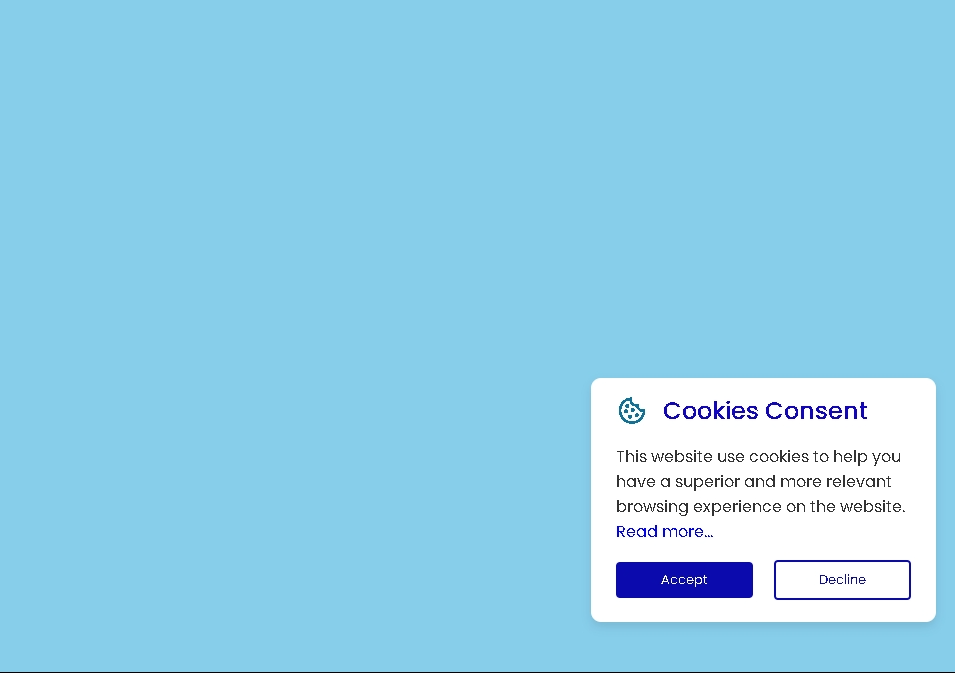 Cookies Consent
This website use cookies to help you
have a superior and more relevant
browsing experience on the website.
Read more...
Accept
Decline